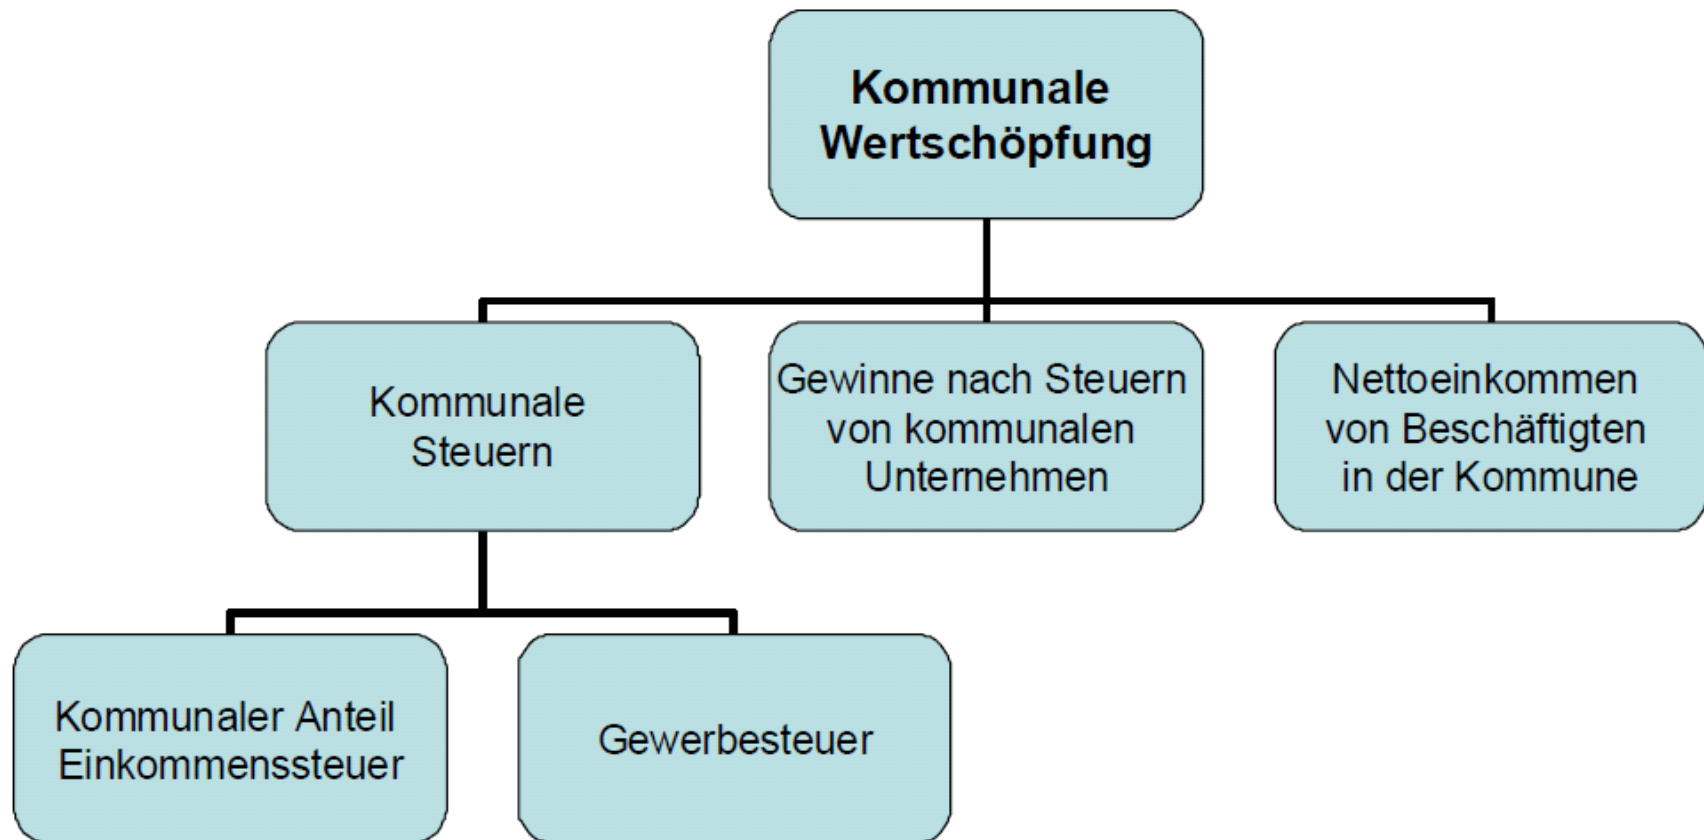 Kommunale
Wertschöpfung
Kommunale
Steuern
Gewinne nach Steuern
von kommunalen
Unternehmen
Nettoeinkommen
von Beschäftigten
in der Kommune
Kommunaler Anteil
Einkommenssteuer
Gewerbesteuer